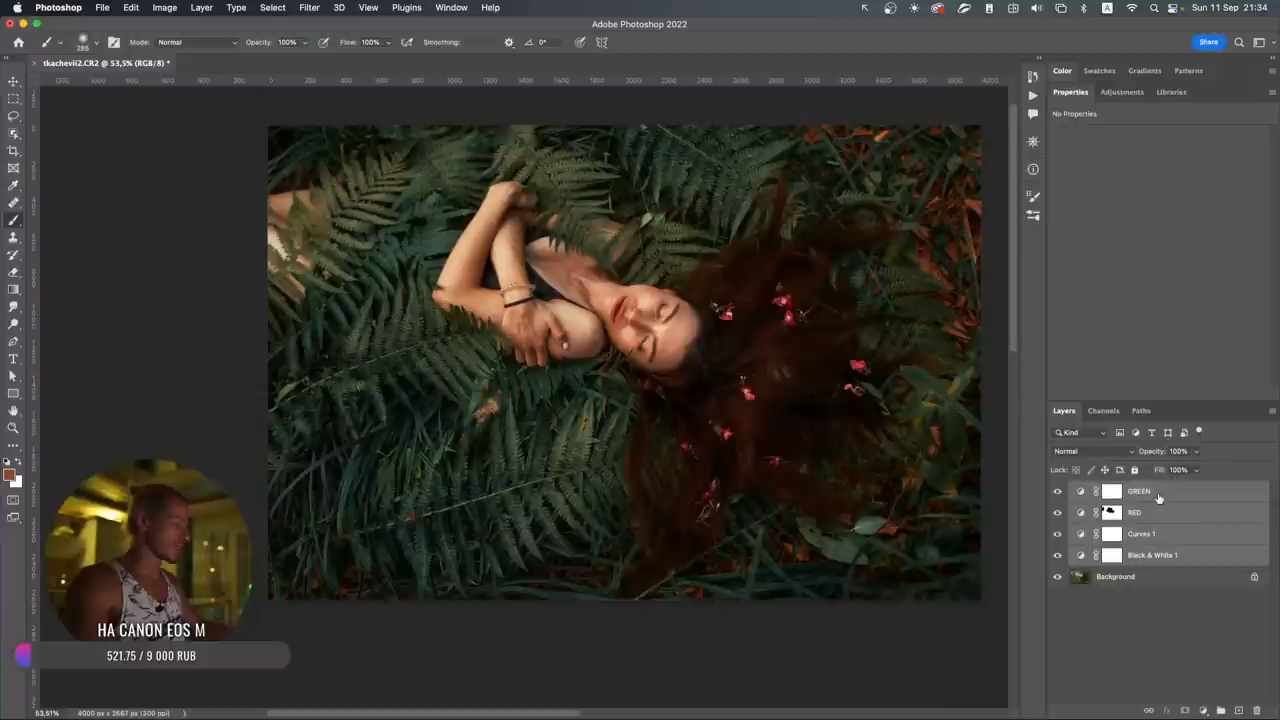 Photoshop File Edit Image Layer Type Select Filter 3D View Plugins Window Help A Sun 11 Sep 21:34
Adobe Photoshop 2022
285 Mode: Normal Opacity: 100% Flow: 100% Smoothing: 0° Share
tkachevii2.CR2 @ 53,5% (RGB/8) *
Color Swatches Gradients Patterns
Properties Adjustments Libraries
No Properties
Layers Channels Paths
Kind
Normal Opacity: 100%
Lock: Fill: 100%
GREEN
RED
Curves 1
Black & White 1
Background
НА CANON EOS M
521.75 / 9 000 RUB
53,51% 4000 px x 2667 px (300 ppi)